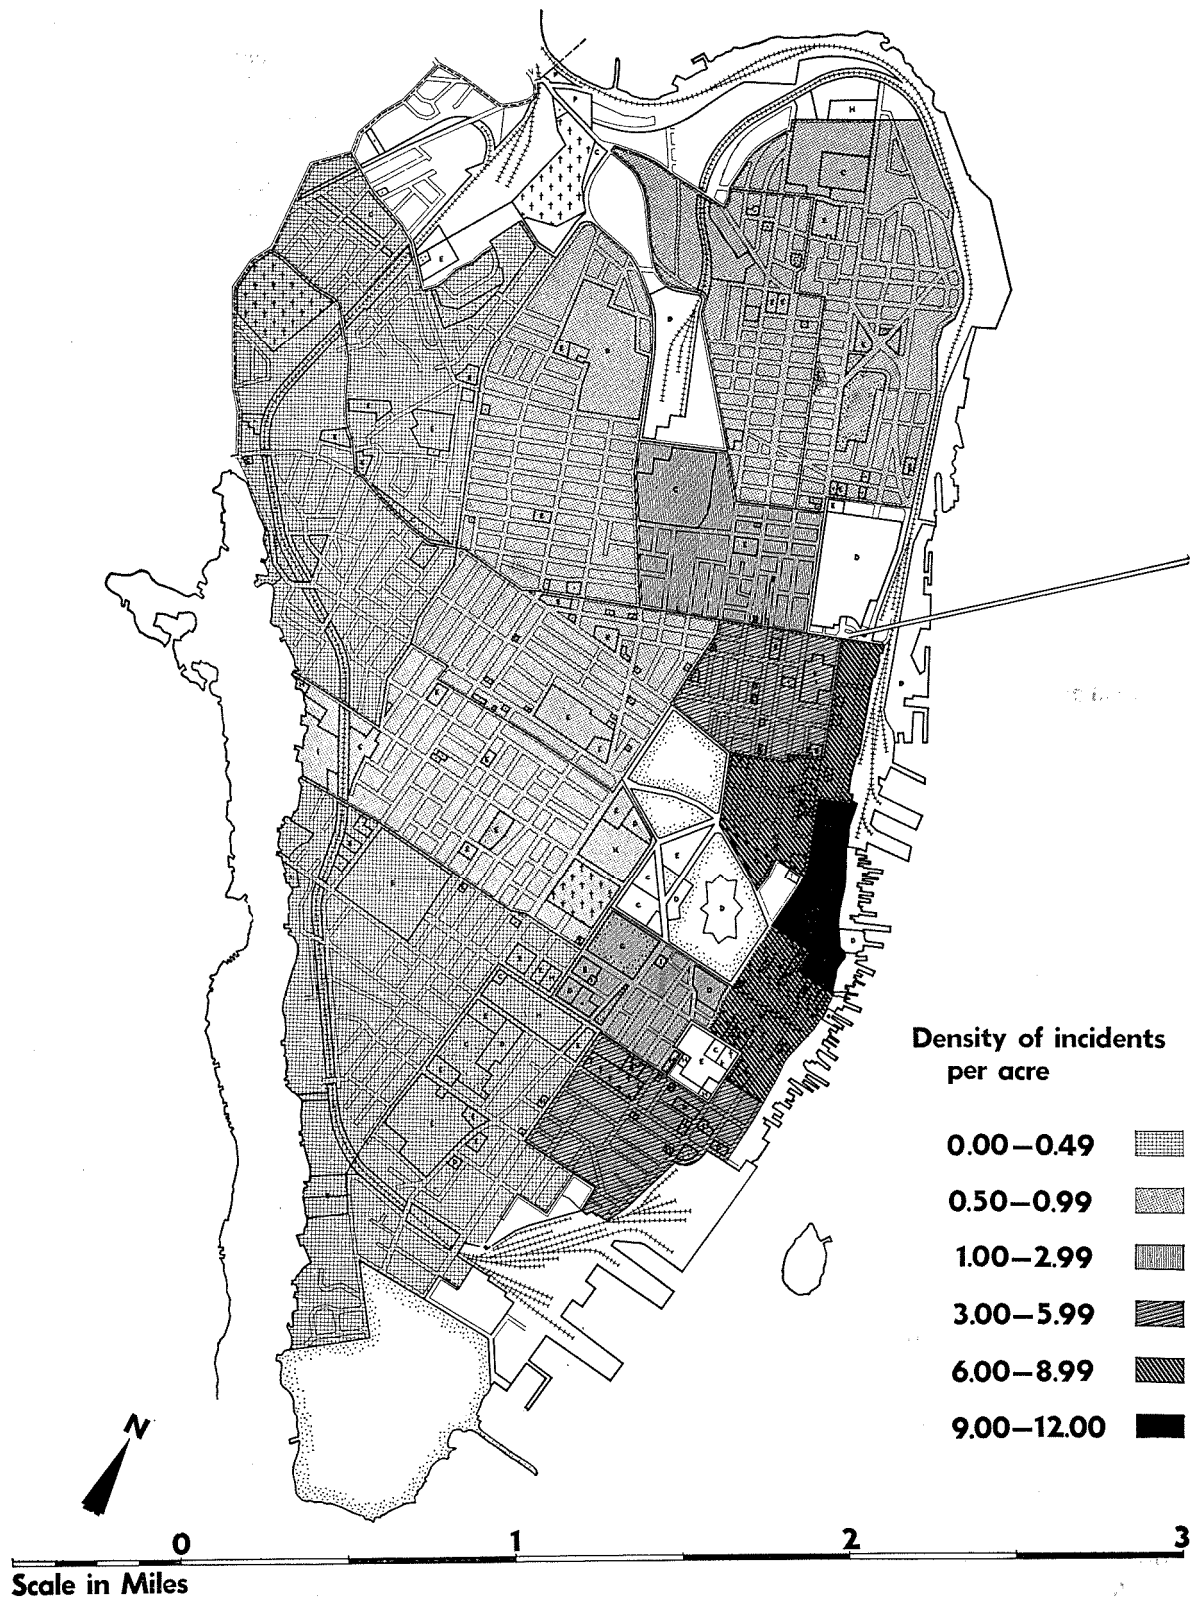 Density of incidents
per acre
0.00–0.49
0.50–0.99
1.00–2.99
3.00–5.99
6.00–8.99
9.00–12.00
N
0 1 2 3
Scale in Miles